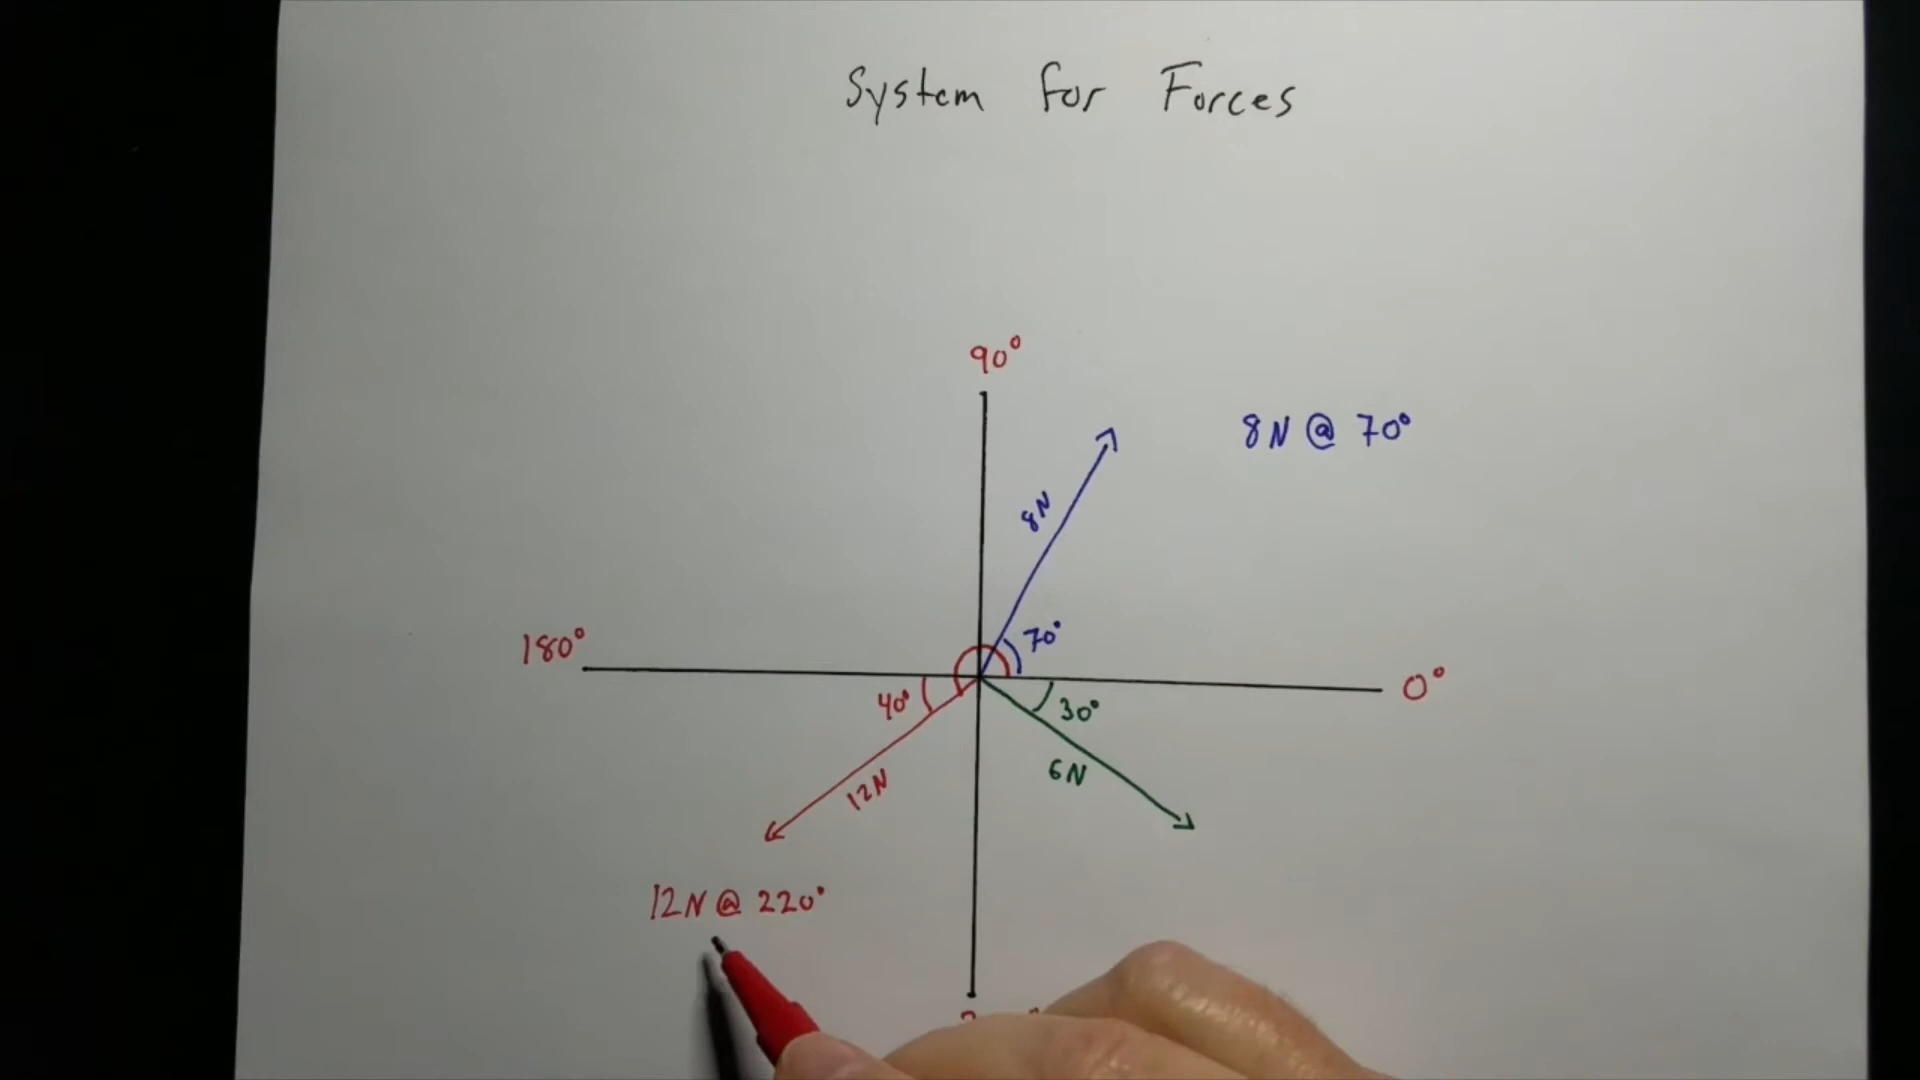 System for Forces
90°
8N @ 70°
8N
180°
70°
0°
40°
30°
12N
6N
12N @ 220°